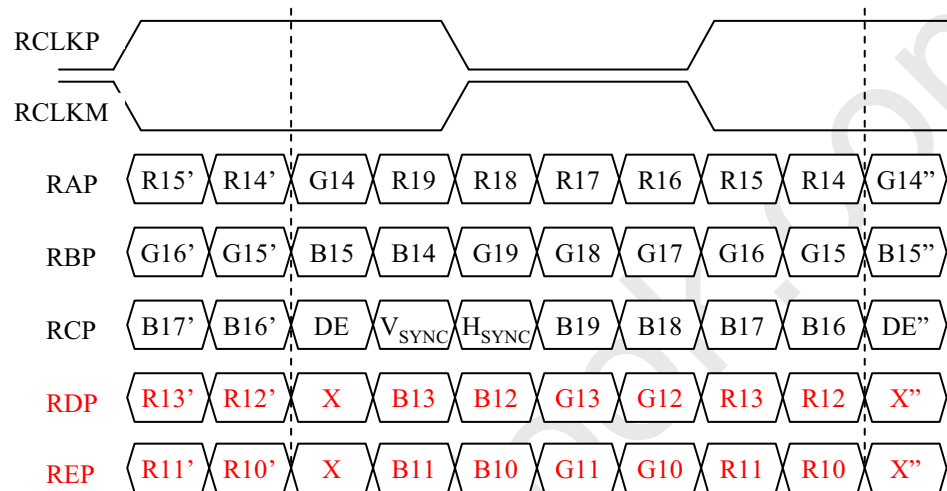 RCLKP
RCLKM
RAP R15’ R14’ G14 R19 R18 R17 R16 R15 R14 G14”
RBP G16’ G15’ B15 B14 G19 G18 G17 G16 G15 B15”
RCP B17’ B16’ DE VSYNC HSYNC B19 B18 B17 B16 DE”
RDP R13’ R12’ X B13 B12 G13 G12 R13 R12 X”
REP R11’ R10’ X B11 B10 G11 G10 R11 R10 X”